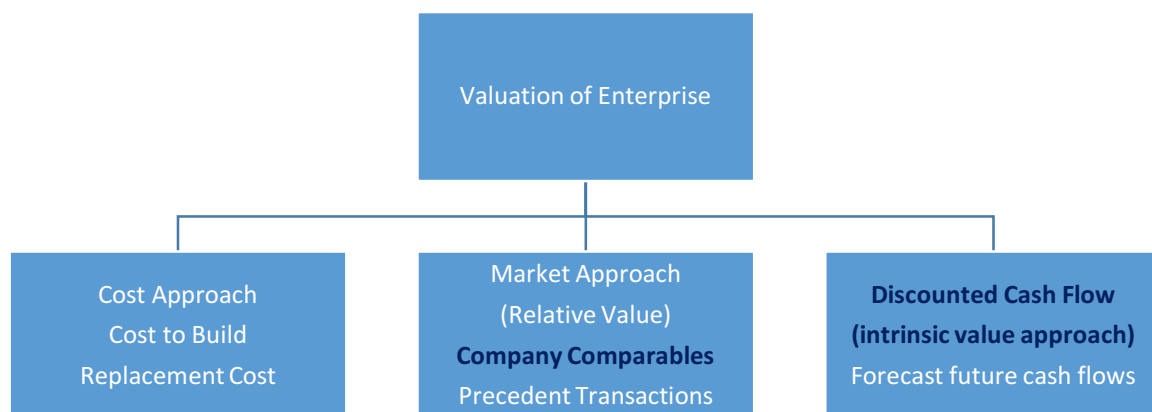 Valuation of Enterprise
Cost Approach
Cost to Build
Replacement Cost
Market Approach
(Relative Value)
Company Comparables
Precedent Transactions
Discounted Cash Flow
(intrinsic value approach)
Forecast future cash flows